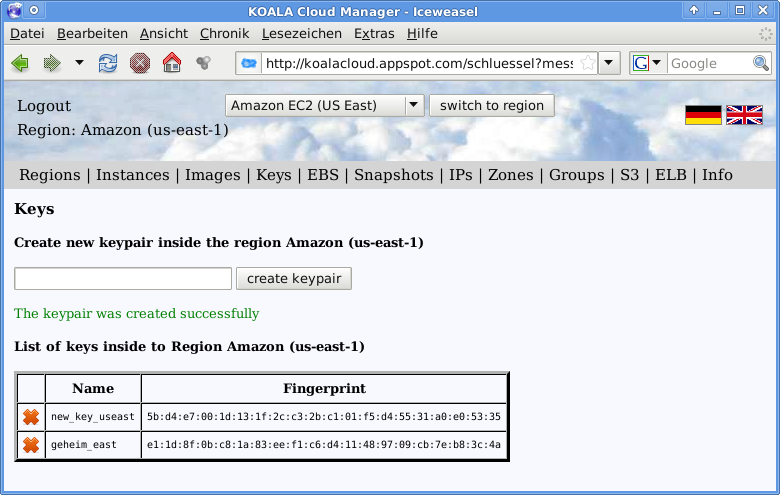 KOALA Cloud Manager - Iceweasel
Datei Bearbeiten Ansicht Chronik Lesezeichen Extras Hilfe
http://koalacloud.appspot.com/schluessel?mess G Google
Logout Amazon EC2 (US East) switch to region
Region: Amazon (us-east-1)
Regions | Instances | Images | Keys | EBS | Snapshots | IPs | Zones | Groups | S3 | ELB | Info
Keys
Create new keypair inside the region Amazon (us-east-1)
create keypair
The keypair was created successfully
List of keys inside to Region Amazon (us-east-1)
Name Fingerprint
new_key_useast 5b:d4:e7:00:1d:13:1f:2c:c3:2b:c1:01:f5:d4:55:31:a0:e0:53:35
geheim_east e1:1d:8f:0b:c8:1a:83:ee:f1:c6:d4:11:48:97:09:cb:7e:b8:3c:4a